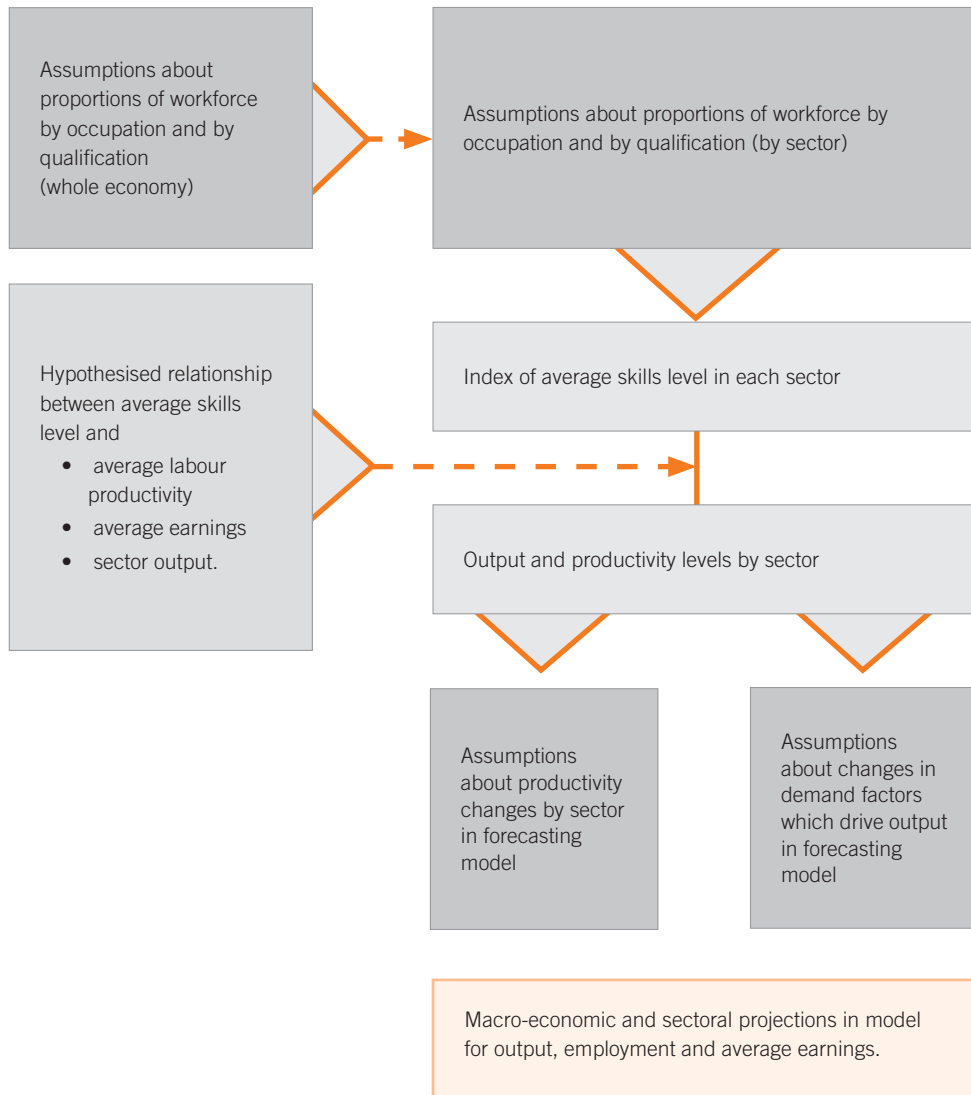 Assumptions about
proportions of workforce
by occupation and by
qualification
(whole economy)
Assumptions about proportions of workforce by
occupation and by qualification (by sector)
Index of average skills level in each sector
Hypothesised relationship
between average skills
level and
• average labour
productivity
• average earnings
• sector output.
Output and productivity levels by sector
Assumptions
about productivity
changes by sector
in forecasting
model
Assumptions
about changes in
demand factors
which drive output
in forecasting
model
Macro-economic and sectoral projections in model
for output, employment and average earnings.